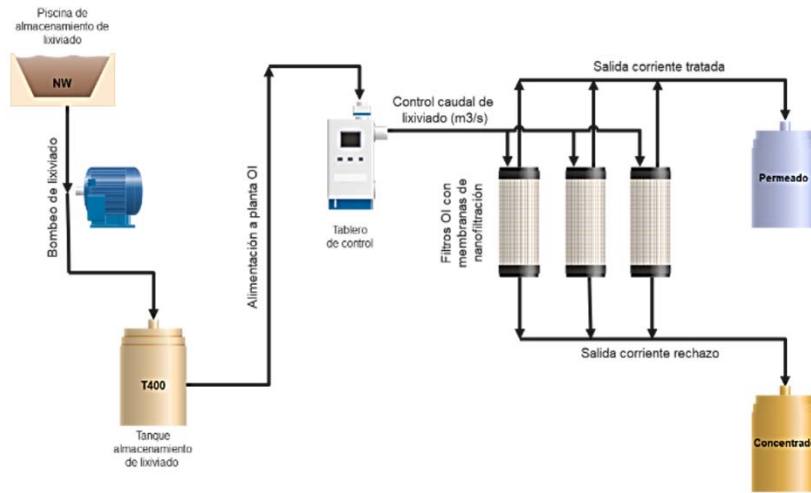 Piscina de
almacenamiento de
lixiviado
NW
Bombeo de lixiviado
T400
Tanque
almacenamiento
de lixiviado
Alimentación a planta OI
Tablero
de control
Control caudal de
lixiviado (m3/s)
Filtros OI con
membranas de
nanofiltración
Salida corriente tratada
Permeado
Salida corriente rechazo
Concentrado